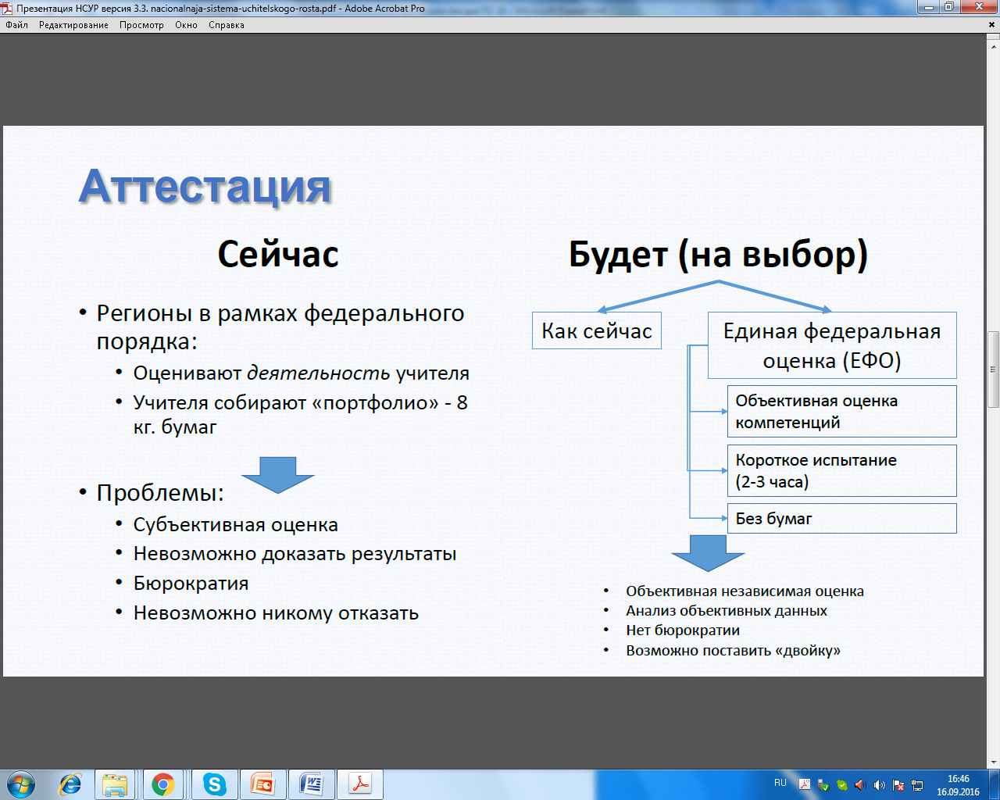 Презентация НСУР версия 3.3. nacionalnaja-sistema-uchitelskogo-rosta.pdf - Adobe Acrobat Pro
Файл Редактирование Просмотр Окно Справка
Аттестация
Сейчас
• Регионы в рамках федерального
порядка:
• Оценивают деятельность учителя
• Учителя собирают «портфолио» - 8
кг. бумаг
• Проблемы:
• Субъективная оценка
• Невозможно доказать результаты
• Бюрократия
• Невозможно никому отказать
Будет (на выбор)
Как сейчас
Единая федеральная
оценка (ЕФО)
Объективная оценка
компетенций
Короткое испытание
(2-3 часа)
Без бумаг
• Объективная независимая оценка
• Анализ объективных данных
• Нет бюрократии
• Возможно поставить «двойку»
RU
16:46
16.09.2016